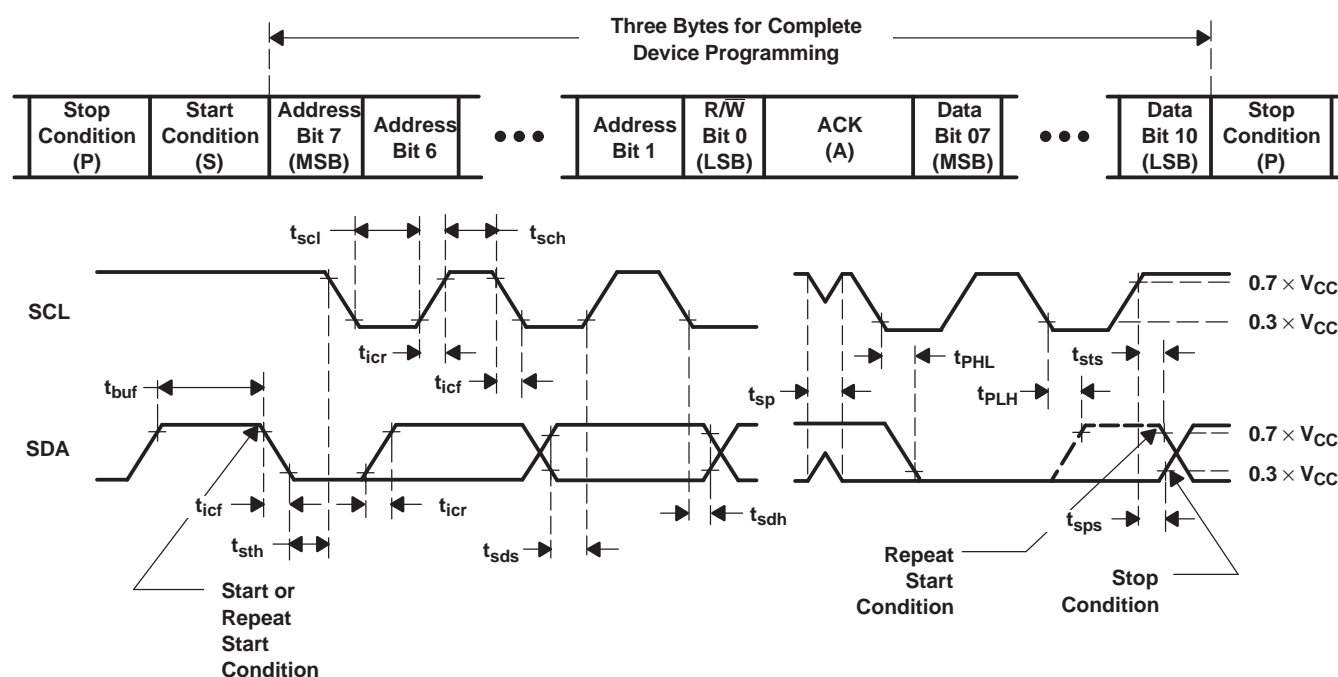 Three Bytes for Complete
Device Programming
Stop
Condition
(P)
Start
Condition
(S)
Address
Bit 7
(MSB)
Address
Bit 6
•••
Address
Bit 1
R/W̅
Bit 0
(LSB)
ACK
(A)
Data
Bit 07
(MSB)
•••
Data
Bit 10
(LSB)
Stop
Condition
(P)
tscl
tsch
SCL
0.7 × VCC
0.3 × VCC
ticr
ticf
tPHL
tsts
tbuf
tsp
tPLH
SDA
0.7 × VCC
0.3 × VCC
ticf
ticr
tsdh
tsth
tsds
tsps
Start or
Repeat
Start
Condition
Repeat
Start
Condition
Stop
Condition